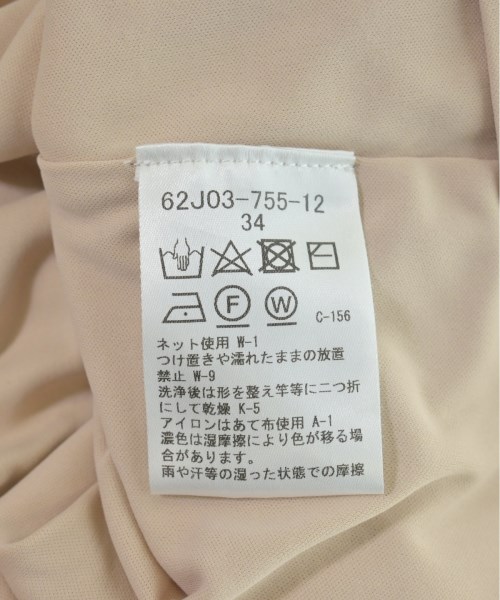 62J03-755-12
34
F W C-156
ネット使用 W-1
つけ置きや濡れたままの放置
禁止 W-9
洗浄後は形を整え竿等に二つ折
にして乾燥 K-5
アイロンはあて布使用 A-1
濃色は湿摩擦により色が移る場
合があります。
雨や汗等の湿った状態での摩擦